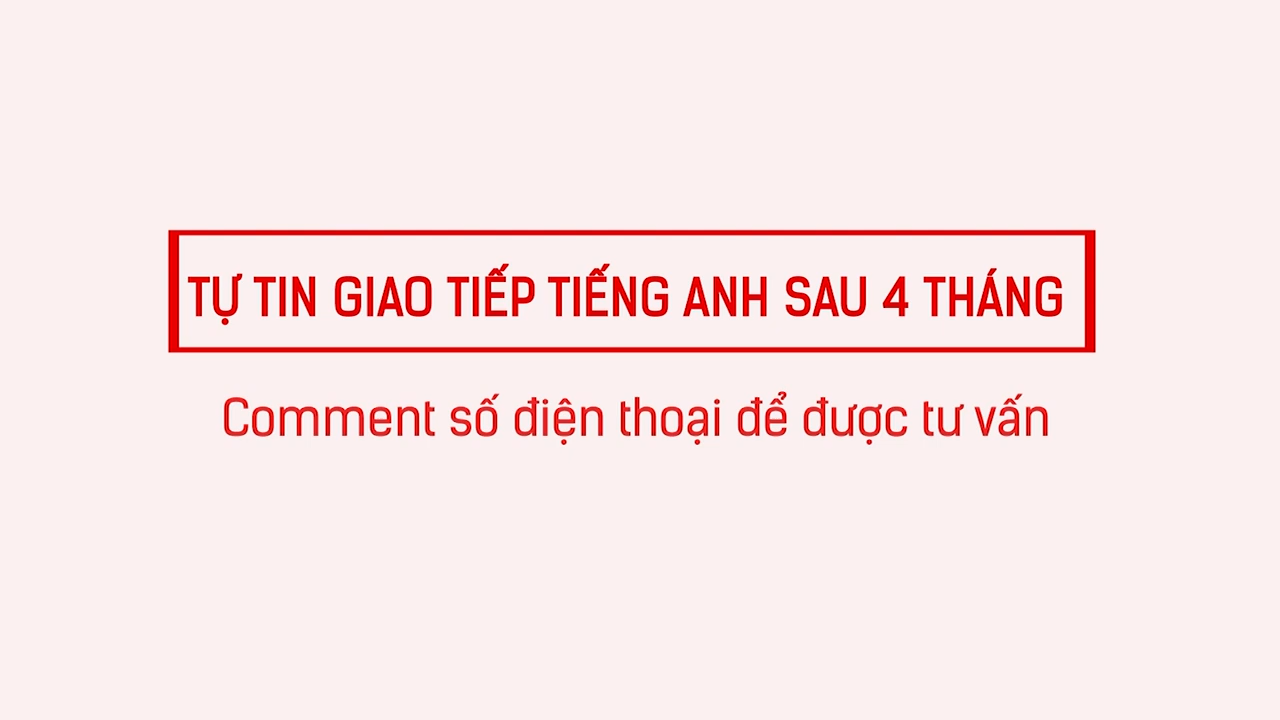 TỰ TIN GIAO TIẾP TIẾNG ANH SAU 4 THÁNG
Comment số điện thoại để được tư vấn